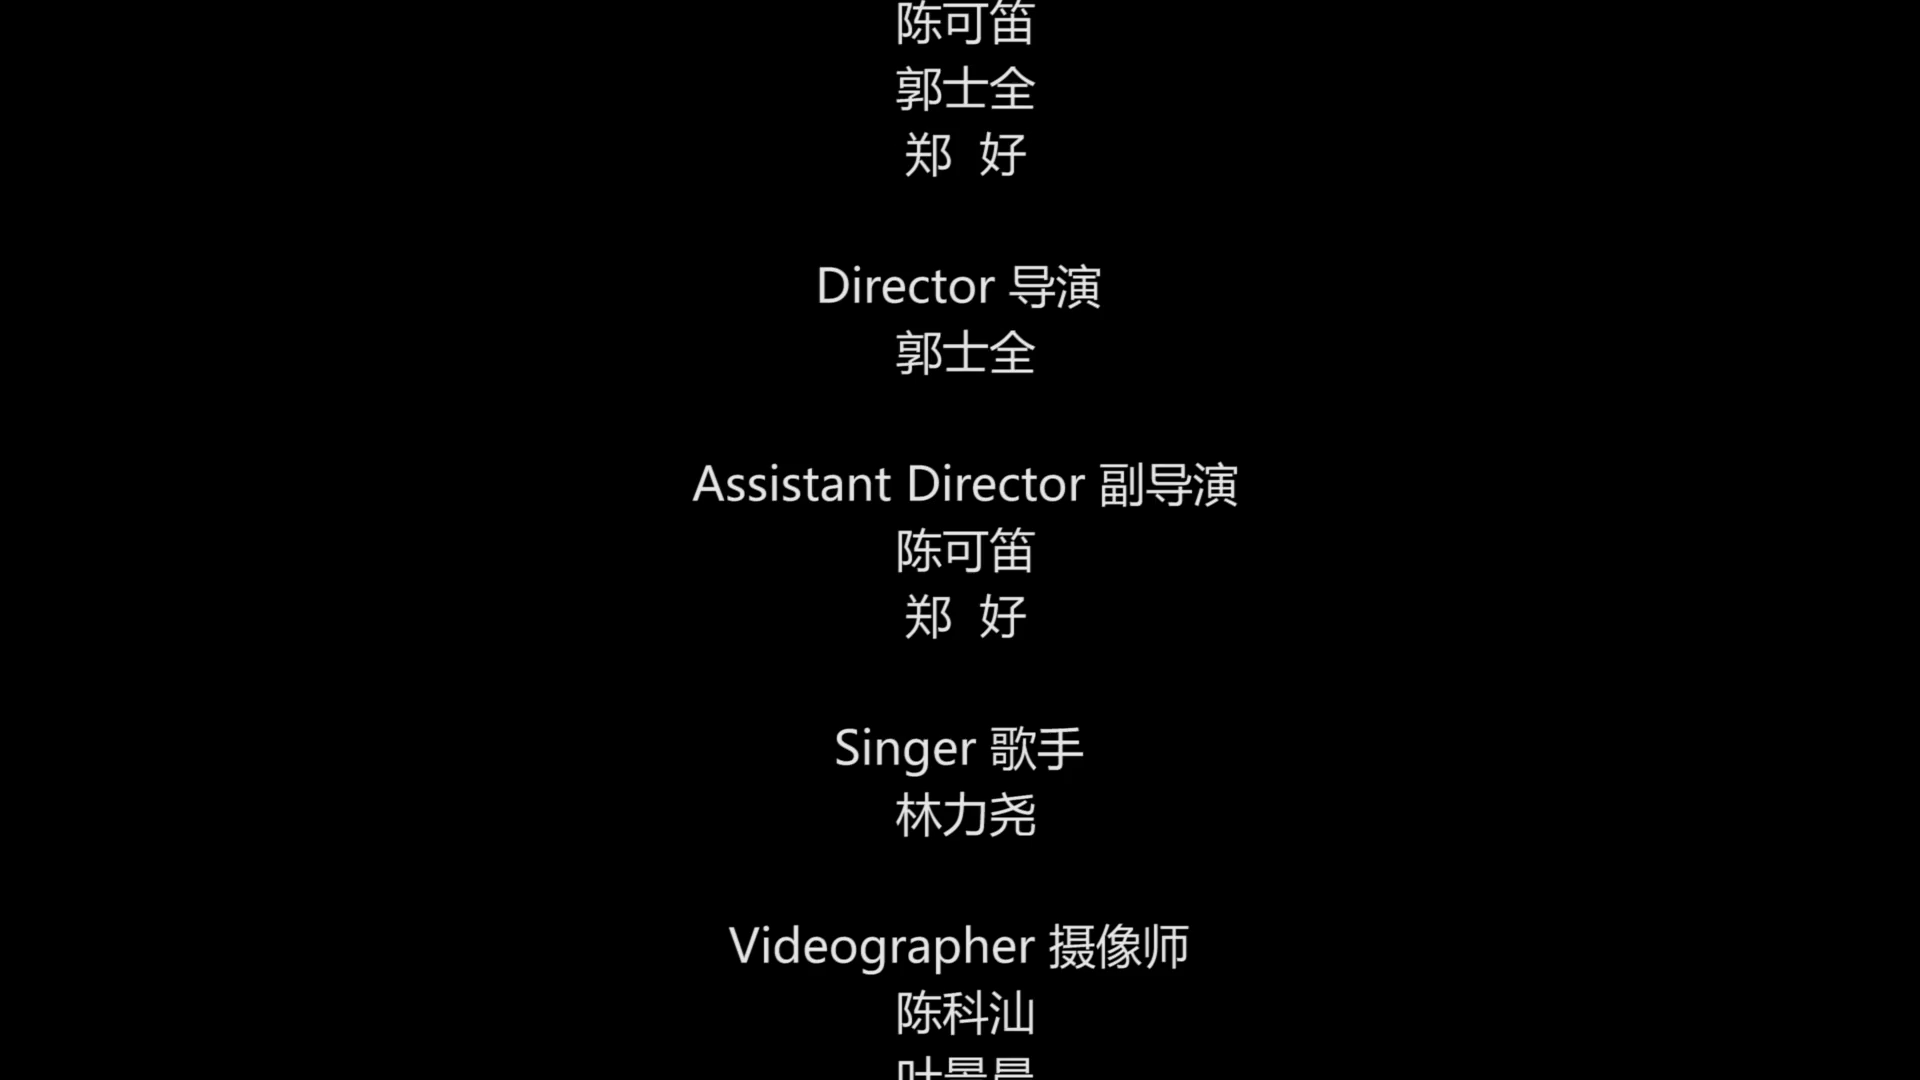 陈可笛
郭士全
郑 好
Director 导演
郭士全
Assistant Director 副导演
陈可笛
郑 好
Singer 歌手
林力尧
Videographer 摄像师
陈科汕